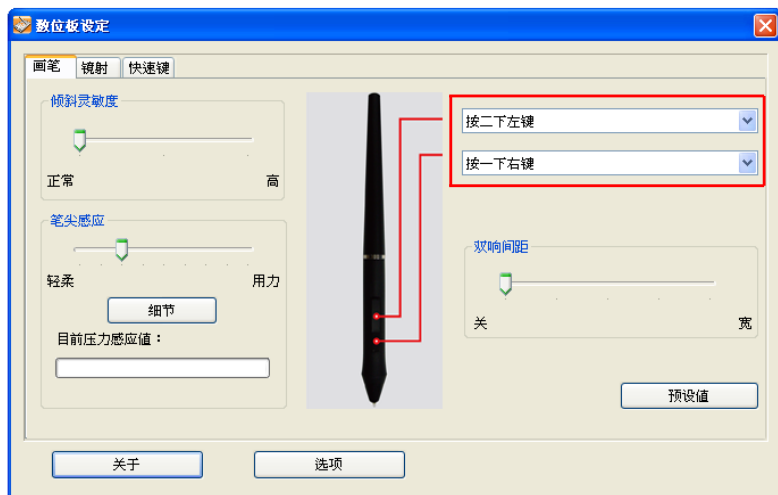 数位板设定
画笔
镜射
快速键
倾斜灵敏度
正常
高
笔尖感应
轻柔
用力
细节
目前压力感应值：
按二下左键
按一下右键
双响间距
关
宽
预设值
关于
选项